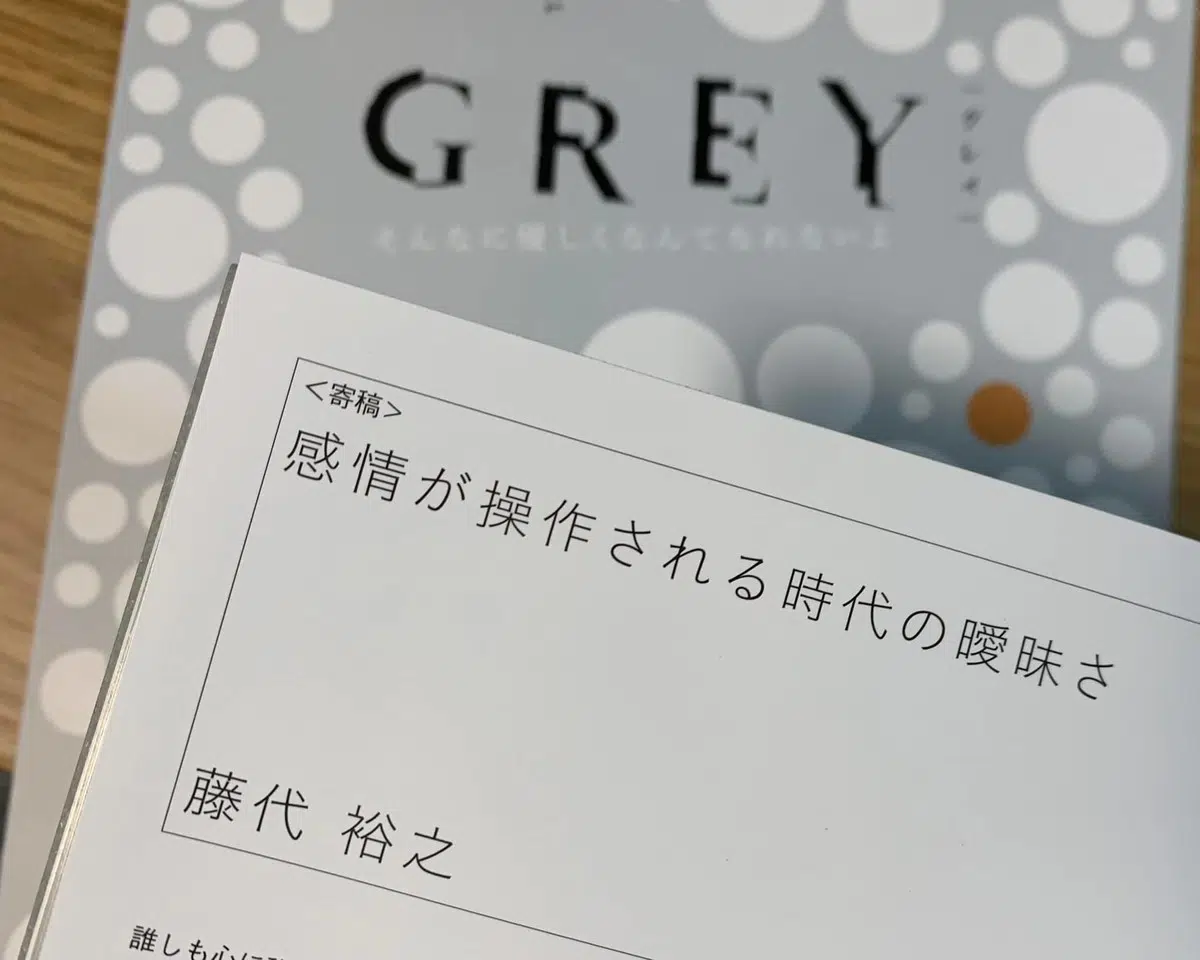 GREY
[グレイ]
そんなに優しくなんてなれないよ
<寄稿>
感情が操作される時代の曖昧さ
藤代 裕之
誰しも心に